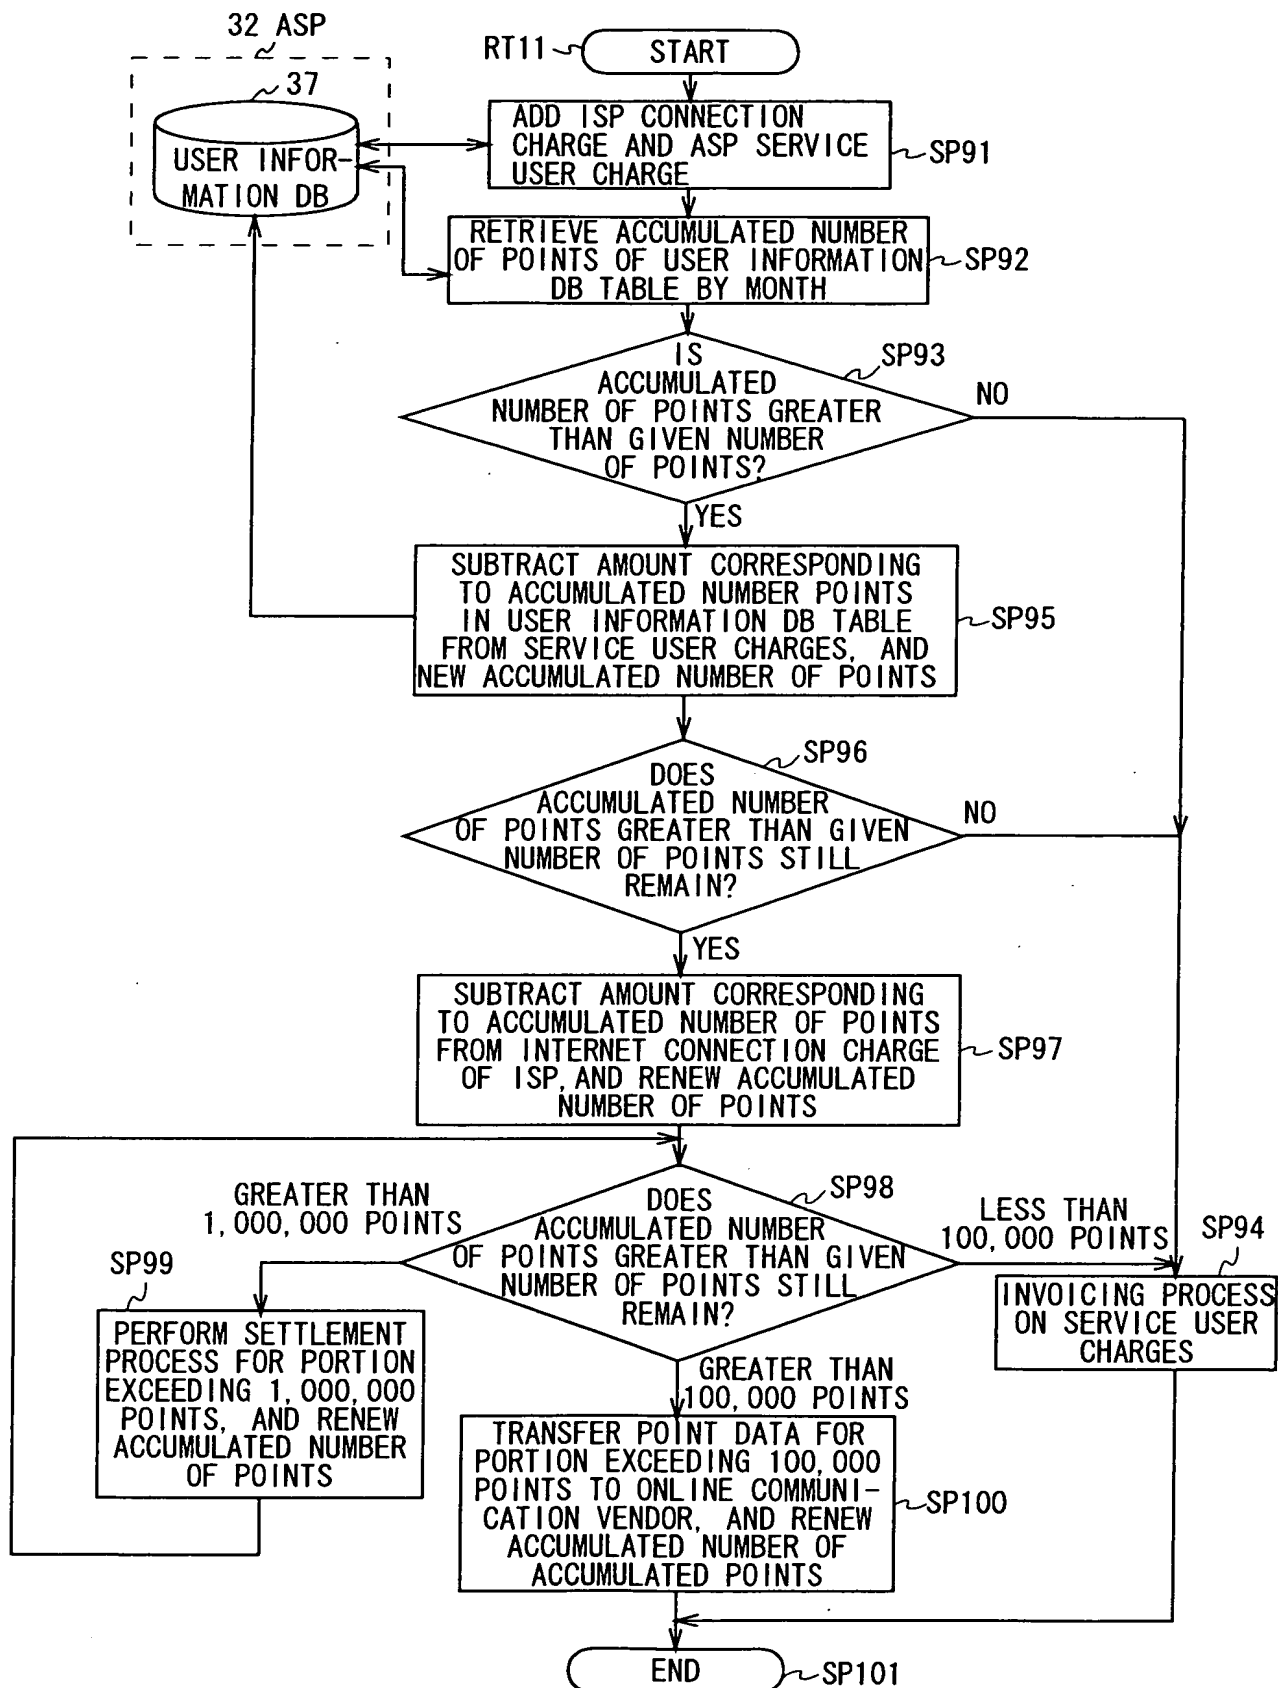 32 ASP
37
USER INFOR-
MATION DB
RT11
START
ADD ISP CONNECTION
CHARGE AND ASP SERVICE
USER CHARGE
SP91
RETRIEVE ACCUMULATED NUMBER
OF POINTS OF USER INFORMATION
DB TABLE BY MONTH
SP92
IS
ACCUMULATED
NUMBER OF POINTS GREATER
THAN GIVEN NUMBER
OF POINTS?
SP93
NO
YES
SUBTRACT AMOUNT CORRESPONDING
TO ACCUMULATED NUMBER POINTS
IN USER INFORMATION DB TABLE
FROM SERVICE USER CHARGES, AND
NEW ACCUMULATED NUMBER OF POINTS
SP95
DOES
ACCUMULATED NUMBER
OF POINTS GREATER THAN GIVEN
NUMBER OF POINTS STILL
REMAIN?
SP96
NO
YES
SUBTRACT AMOUNT CORRESPONDING
TO ACCUMULATED NUMBER OF POINTS
FROM INTERNET CONNECTION CHARGE
OF ISP, AND RENEW ACCUMULATED
NUMBER OF POINTS
SP97
DOES
ACCUMULATED NUMBER
OF POINTS GREATER THAN GIVEN
NUMBER OF POINTS STILL
REMAIN?
SP98
GREATER THAN
1,000,000 POINTS
LESS THAN
100,000 POINTS
SP94
INVOICING PROCESS
ON SERVICE USER
CHARGES
SP99
PERFORM SETTLEMENT
PROCESS FOR PORTION
EXCEEDING 1,000,000
POINTS, AND RENEW
ACCUMULATED NUMBER
OF POINTS
GREATER THAN
100,000 POINTS
TRANSFER POINT DATA FOR
PORTION EXCEEDING 100,000
POINTS TO ONLINE COMMUNI-
CATION VENDOR, AND RENEW
ACCUMULATED NUMBER OF
ACCUMULATED POINTS
SP100
END
SP101